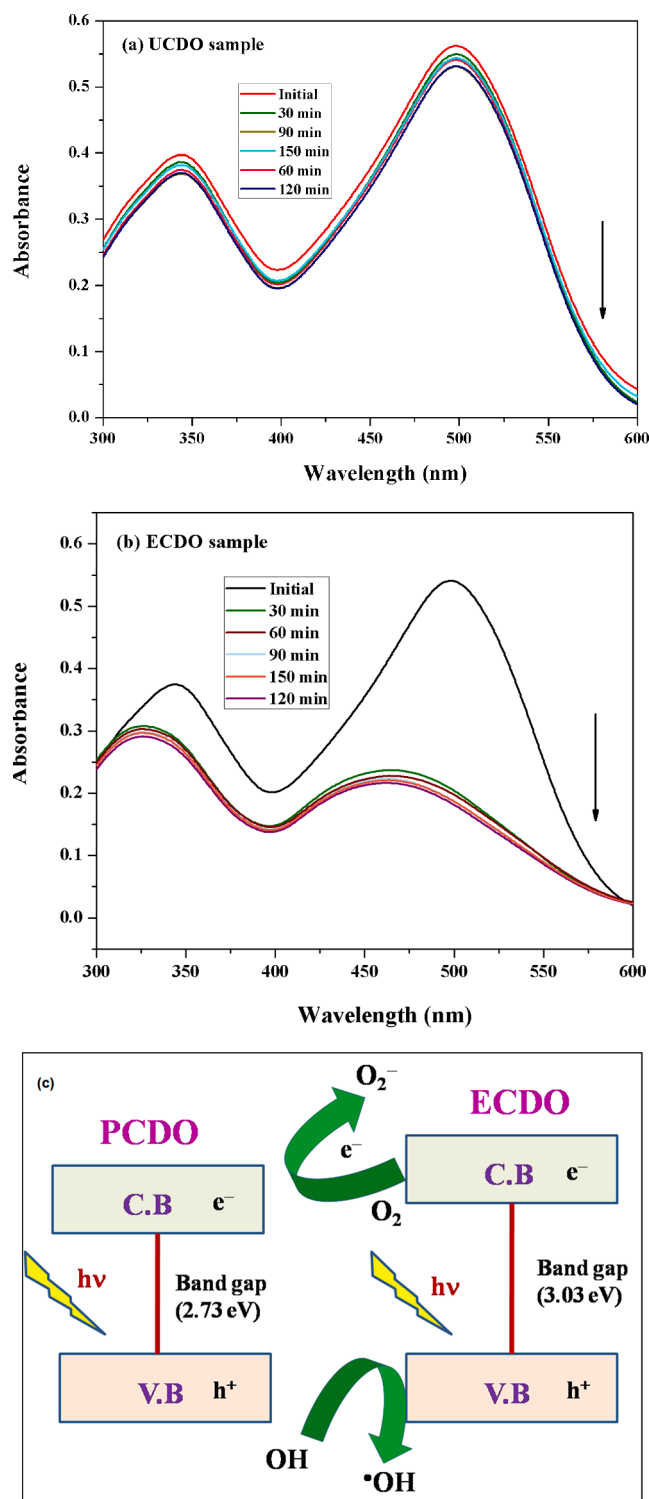 (a) UCDO sample
Initial
30 min
90 min
150 min
60 min
120 min
Absorbance
0.6
0.5
0.4
0.3
0.2
0.1
0.0
300 350 400 450 500 550 600
Wavelength (nm)
(b) ECDO sample
Initial
30 min
60 min
90 min
150 min
120 min
Absorbance
0.6
0.5
0.4
0.3
0.2
0.1
0.0
300 350 400 450 500 550 600
Wavelength (nm)
(c)
O₂⁻
PCDO
ECDO
e⁻
C.B e⁻
C.B e⁻
O₂
hν
Band gap
(2.73 eV)
hν
Band gap
(3.03 eV)
V.B h⁺
V.B h⁺
OH
•OH